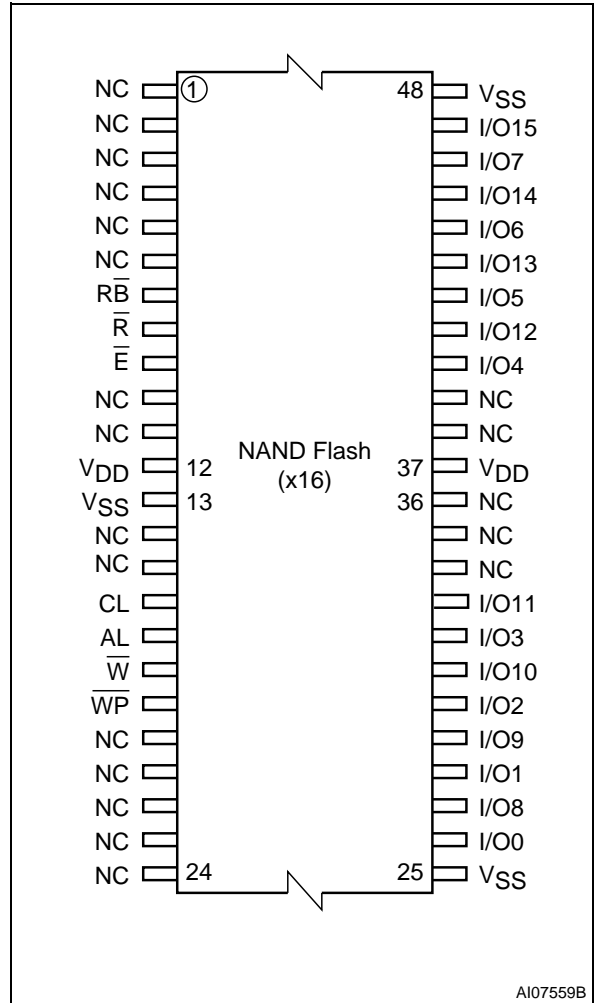 NC 1 48 VSS
NC I/O15
NC I/O7
NC I/O14
NC I/O6
NC I/O13
RB̅ I/O5
R̅ I/O12
E̅ I/O4
NC NC
NC NC
VDD 12 NAND Flash 37 VDD
(x16)
VSS 13 36 NC
NC NC
NC NC
CL I/O11
AL I/O3
W̅ I/O10
W̅P̅ I/O2
NC I/O9
NC I/O1
NC I/O8
NC I/O0
NC 24 25 VSS
AI07559B